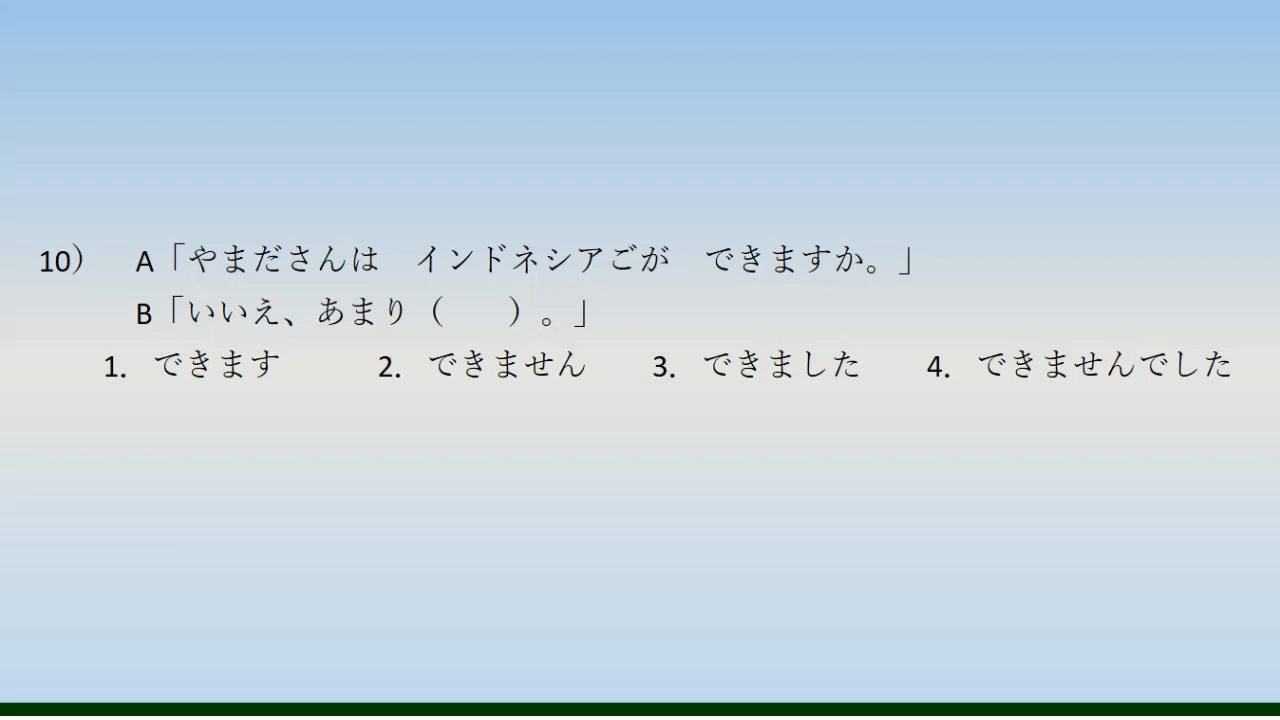 10） A「やまださんは　インドネシアごが　できますか。」
B「いいえ、あまり（　　）。」
1. できます　　2. できません　　3. できました　　4. できませんでした